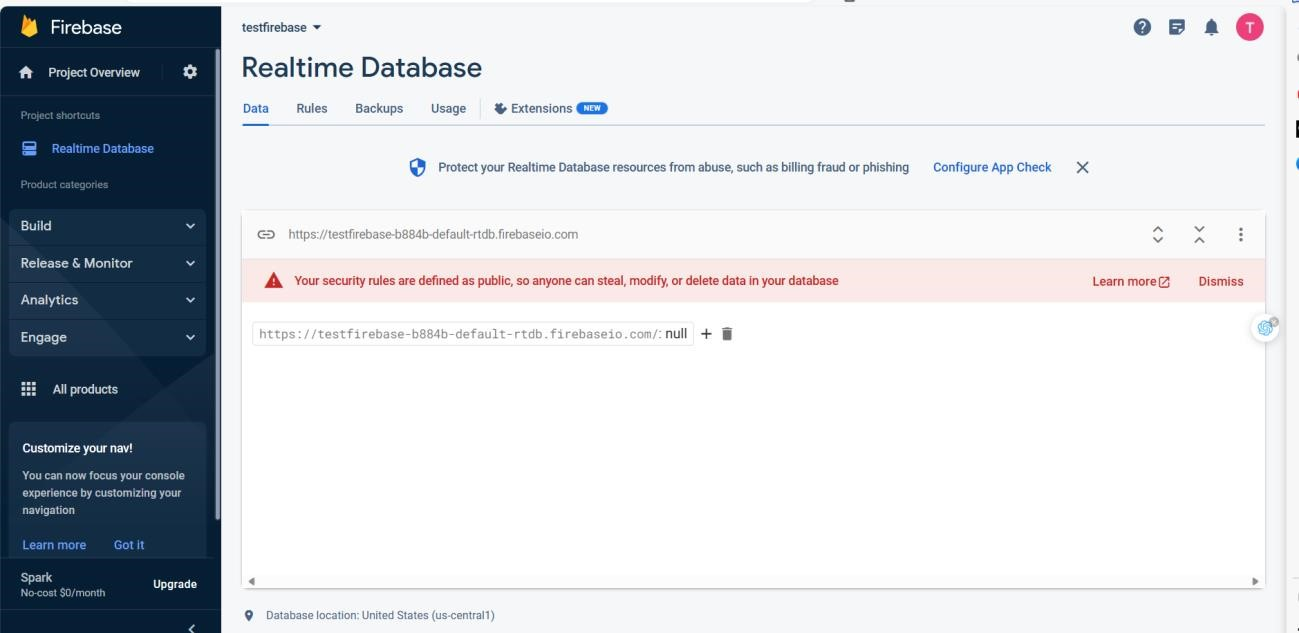 Firebase
Project Overview
Project shortcuts
Realtime Database
Product categories
Build
Release & Monitor
Analytics
Engage
All products
Customize your nav!
You can now focus your console
experience by customizing your
navigation
Learn more Got it
Spark
No-cost $0/month
Upgrade
testfirebase
T
Realtime Database
Data Rules Backups Usage Extensions NEW
Protect your Realtime Database resources from abuse, such as billing fraud or phishing Configure App Check
https://testfirebase-b884b-default-rtdb.firebaseio.com
Your security rules are defined as public, so anyone can steal, modify, or delete data in your database Learn more Dismiss
https://testfirebase-b884b-default-rtdb.firebaseio.com/: null
Database location: United States (us-central1)